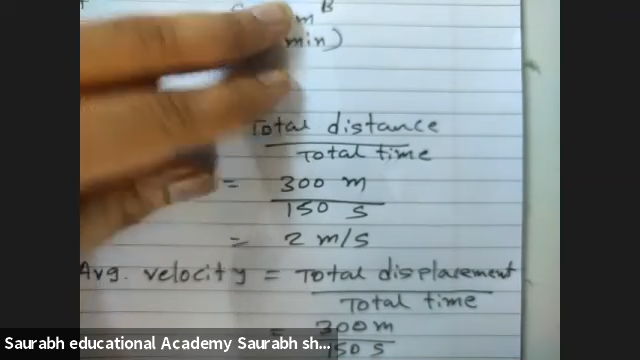 m B
min)
Total distance
Total time
= 300 m
150 s
= 2 m/s
Avg. velocity = Total displacement
Total time
= 300 m
150 s
Saurabh educational Academy Saurabh sh...